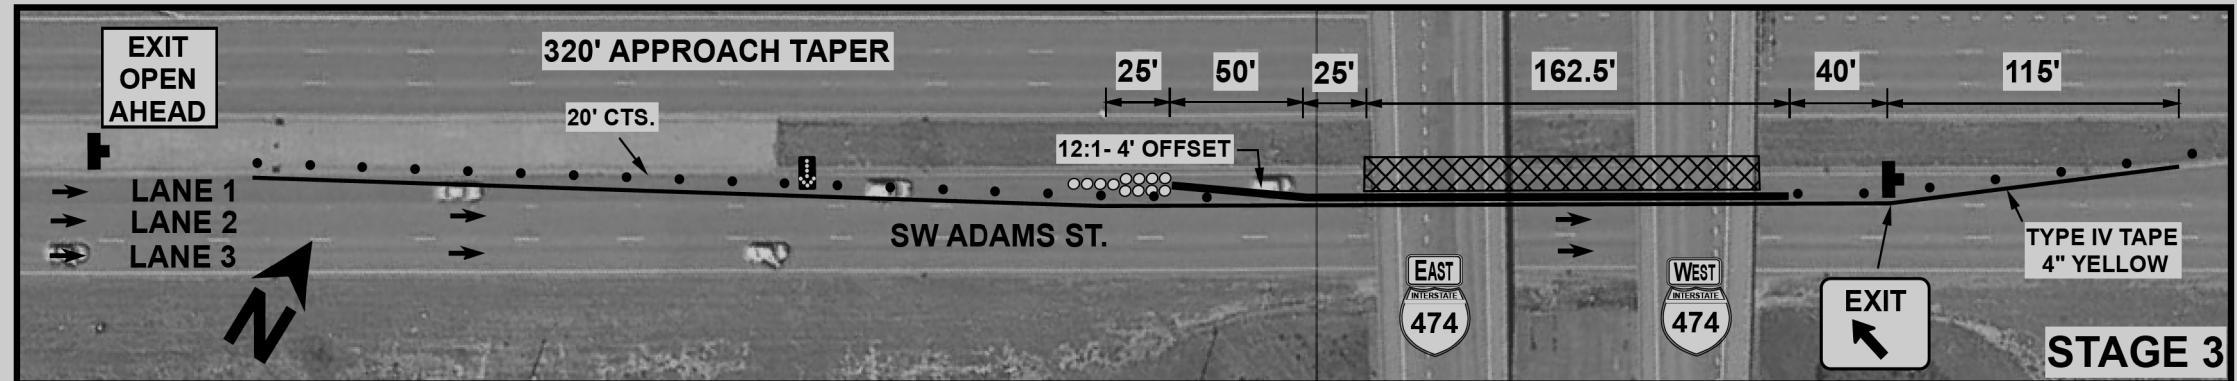 EXIT
OPEN
AHEAD
320' APPROACH TAPER
20' CTS.
25'
50'
25'
162.5'
40'
115'
12:1- 4' OFFSET
LANE 1
LANE 2
LANE 3
N
SW ADAMS ST.
EAST
INTERSTATE
474
WEST
INTERSTATE
474
TYPE IV TAPE
4" YELLOW
EXIT
STAGE 3